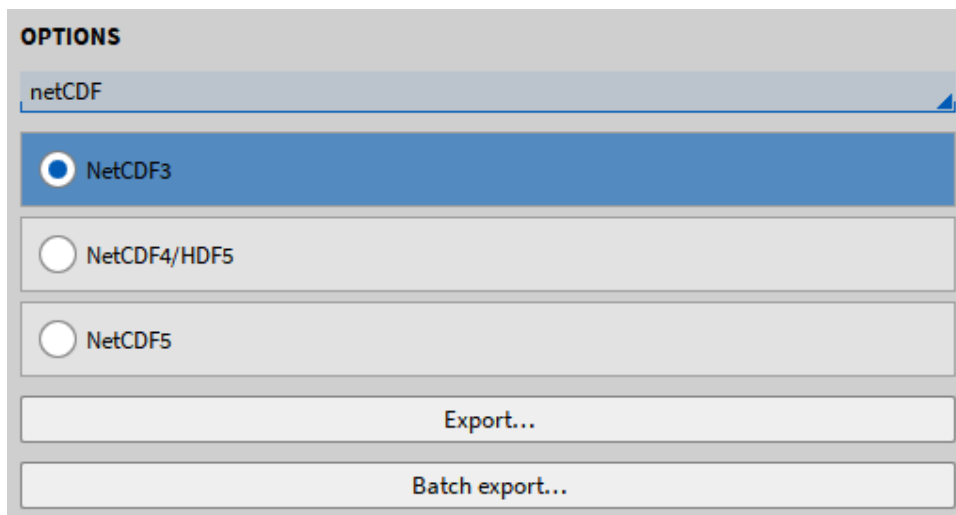 OPTIONS
netCDF
NetCDF3
NetCDF4/HDF5
NetCDF5
Export...
Batch export...